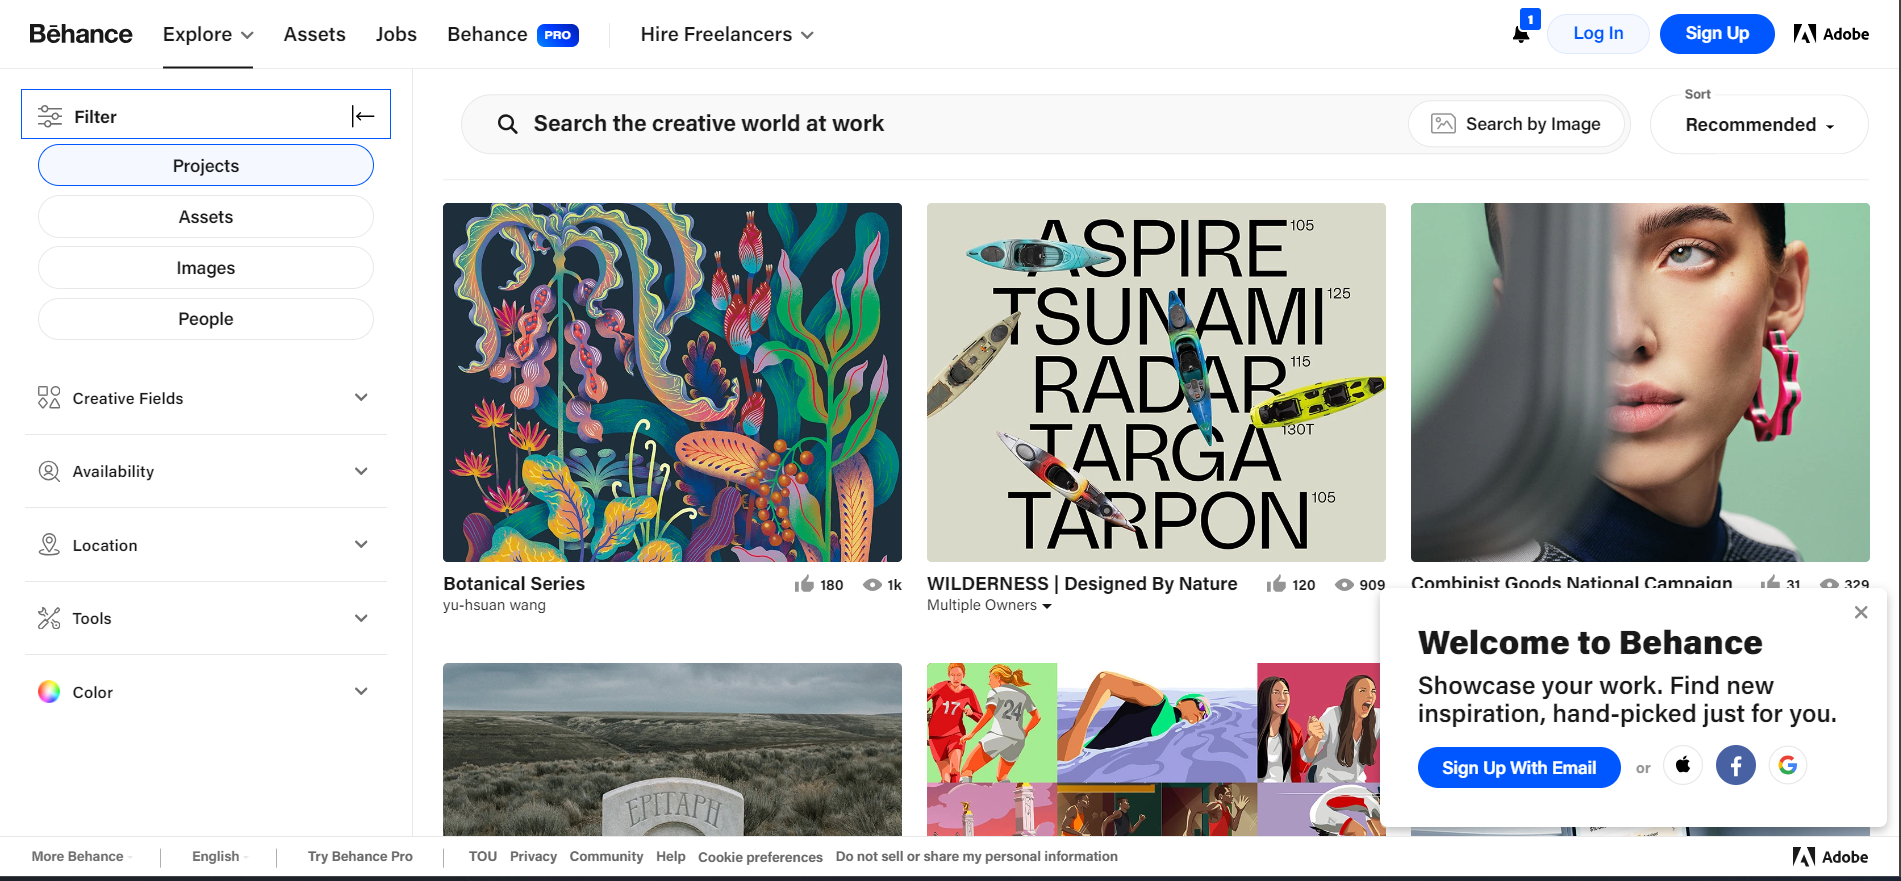 Bēhance
Explore
Assets
Jobs
Behance PRO
Hire Freelancers
1
Log In
Sign Up
Adobe
Filter
Projects
Assets
Images
People
Creative Fields
Availability
Location
Tools
Color
Search the creative world at work
Search by Image
Sort
Recommended
ASPIRE 105
TSUNAMI 125
RADAR 115
TARGA 130T
TARPON 105
Botanical Series
180
1k
yu-hsuan wang
WILDERNESS | Designed By Nature
120
909
Multiple Owners
Combinist Goods National Campaign
31
329
EPITAPH
17
24
Welcome to Behance
Showcase your work. Find new
inspiration, hand-picked just for you.
Sign Up With Email
or
More Behance
English
Try Behance Pro
TOU
Privacy
Community
Help
Cookie preferences
Do not sell or share my personal information
Adobe